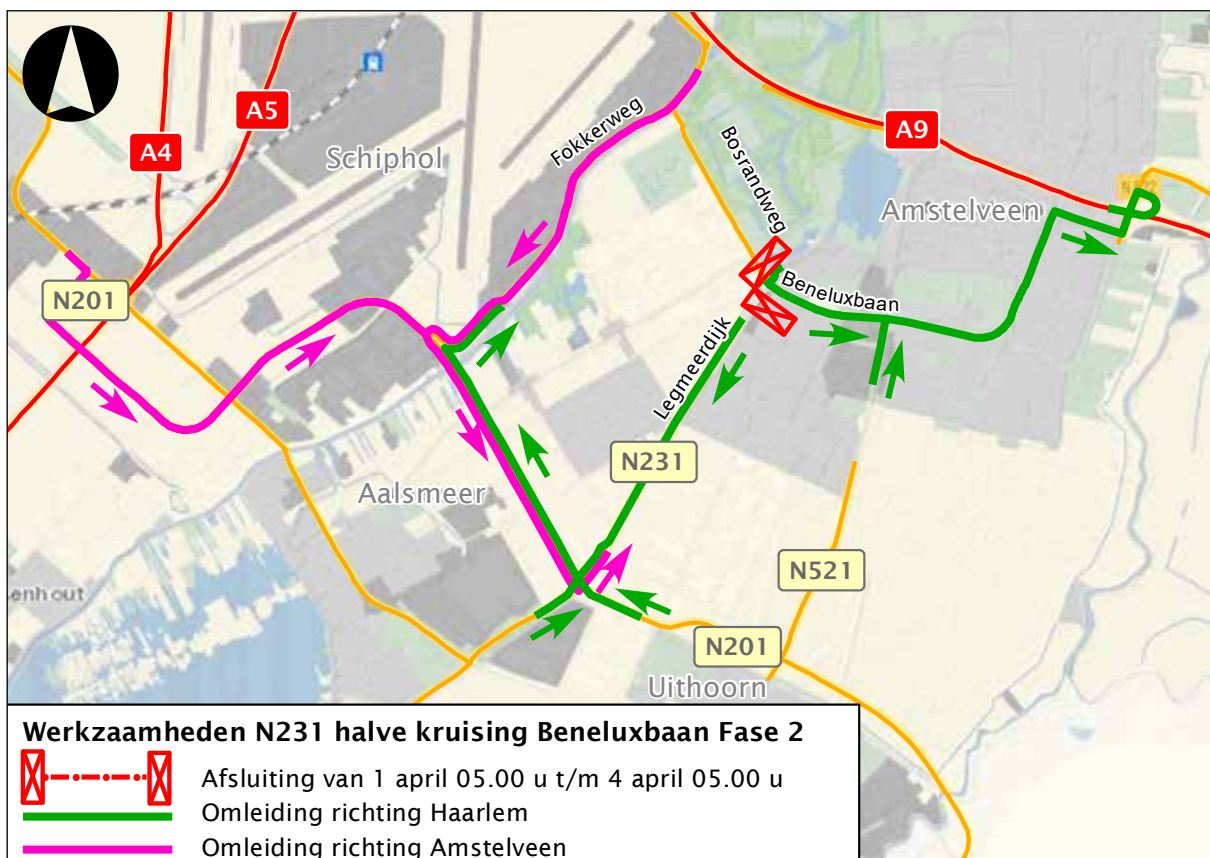 A4
A5
Schiphol
Fokkerweg
Bosrandweg
A9
Amstelveen
N201
Beneluxbaan
Legmeerdijk
N231
Aalsmeer
N521
enhout
N201
Uithoorn
Werkzaamheden N231 halve kruising Beneluxbaan Fase 2
Afsluiting van 1 april 05.00 u t/m 4 april 05.00 u
Omleiding richting Haarlem
Omleiding richting Amstelveen